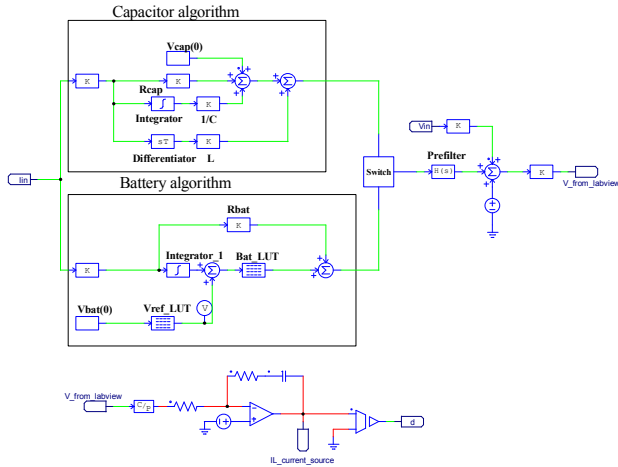 Capacitor algorithm
Vcap(0)
K
K
Rcap
∫
K
Integrator
1/C
sT
K
Differentiator
L
Iin
Vin
K
Prefilter
Switch
H(s)
Σ
K
V_from_labview
Battery algorithm
Rbat
K
Integrator_1
Bat_LUT
K
∫
Σ
Σ
Vbat(0)
Vref_LUT
V
V_from_labview
C/p
IL_current_source
d